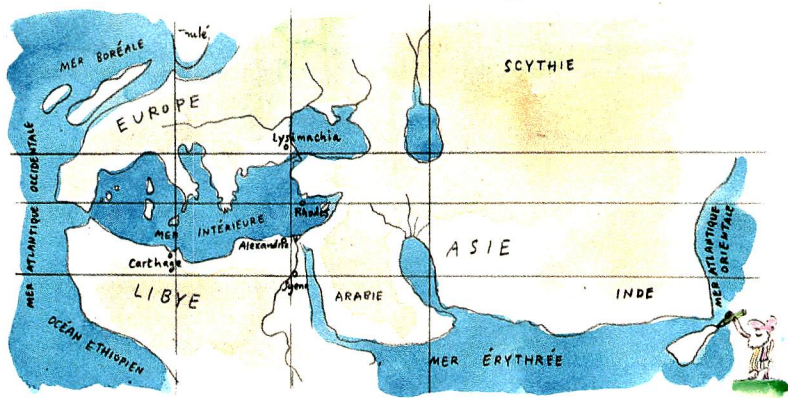 Thulé
MER BORÉALE
SCYTHIE
EUROPE
Lysimachia
MER ATLANTIQUE OCCIDENTALE
Rhodes
MER INTÉRIEURE
MER ATLANTIQUE
ORIENTALE
Alexandrie
ASIE
Carthage
Syène
LIBYE
ARABIE
INDE
OCÉAN ETHIOPIEN
MER ÉRYTHRÉE